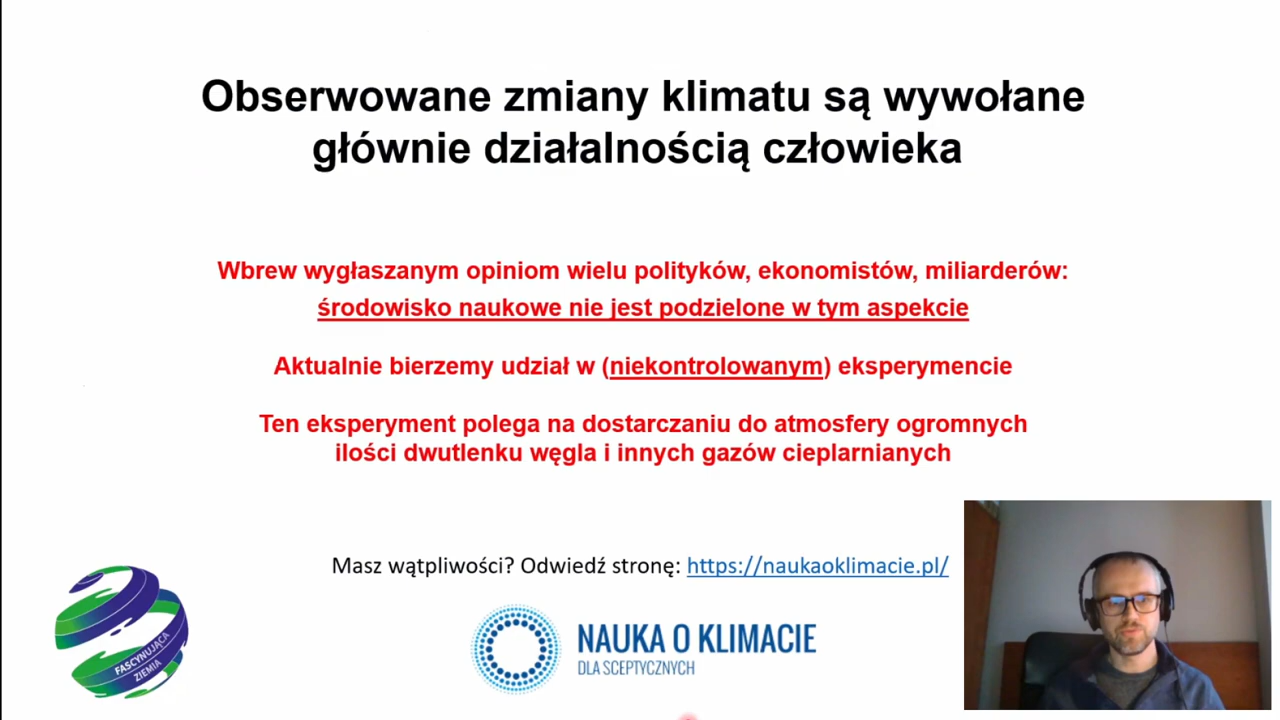 Obserwowane zmiany klimatu są wywołane
głównie działalnością człowieka
Wbrew wygłaszanym opiniom wielu polityków, ekonomistów, miliarderów:
środowisko naukowe nie jest podzielone w tym aspekcie
Aktualnie bierzemy udział w (niekontrolowanym) eksperymencie
Ten eksperyment polega na dostarczaniu do atmosfery ogromnych
ilości dwutlenku węgla i innych gazów cieplarnianych
Masz wątpliwości? Odwiedź stronę: https://naukaoklimacie.pl/
FASCYNUJĄCA
ZIEMIA
NAUKA O KLIMACIE
DLA SCEPTYCZNYCH